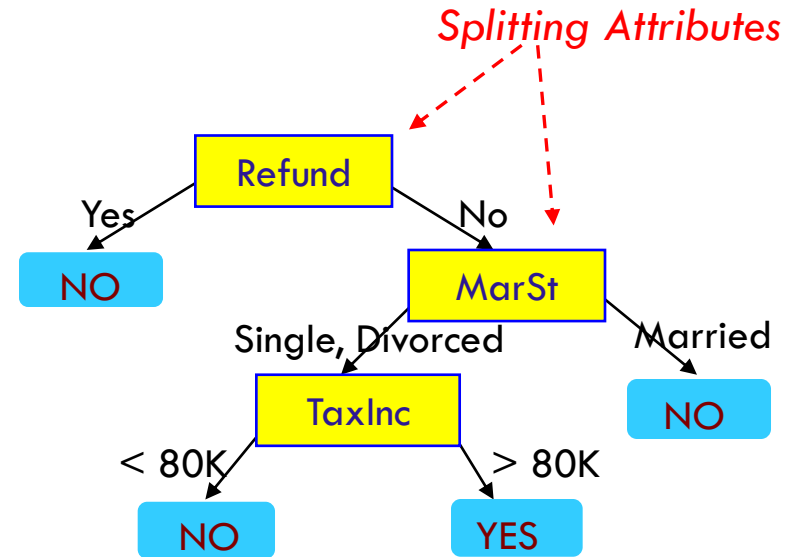 Splitting Attributes
Refund
Yes
No
NO
MarSt
Single, Divorced
Married
TaxInc
NO
< 80K
> 80K
NO
YES